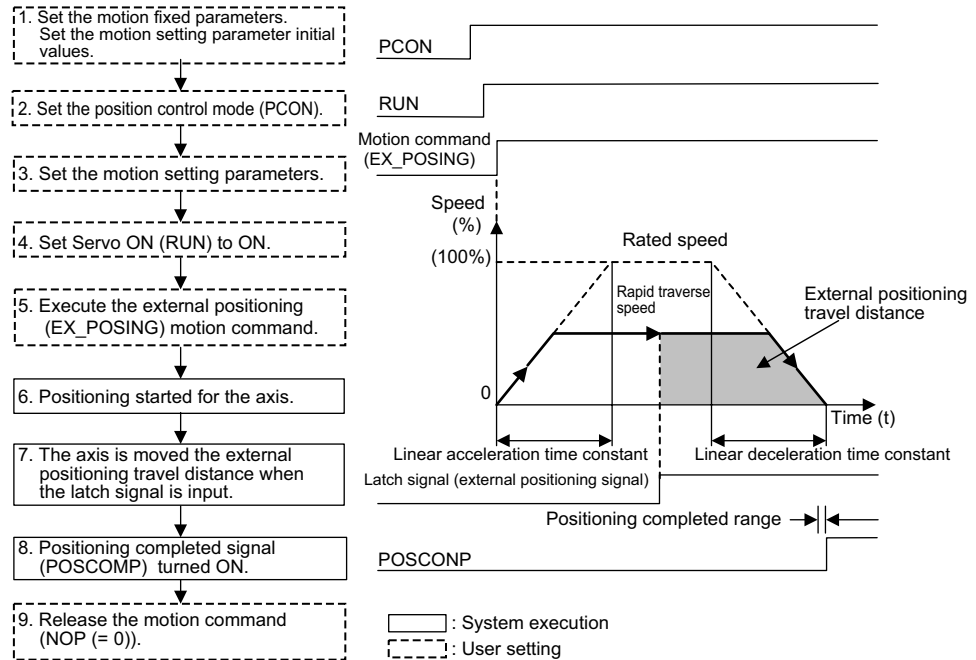 1. Set the motion fixed parameters.
Set the motion setting parameter initial
values.
2. Set the position control mode (PCON).
3. Set the motion setting parameters.
4. Set Servo ON (RUN) to ON.
5. Execute the external positioning
(EX_POSING) motion command.
6. Positioning started for the axis.
7. The axis is moved the external
positioning travel distance when
the latch signal is input.
8. Positioning completed signal
(POSCOMP) turned ON.
9. Release the motion command
(NOP (= 0)).
PCON
RUN
Motion command
(EX_POSING)
Speed
(%)
(100%)
Rated speed
Rapid traverse
speed
External positioning
travel distance
0
Time (t)
Linear acceleration time constant
Linear deceleration time constant
Latch signal (external positioning signal)
Positioning completed range
POSCONP
: System execution
: User setting